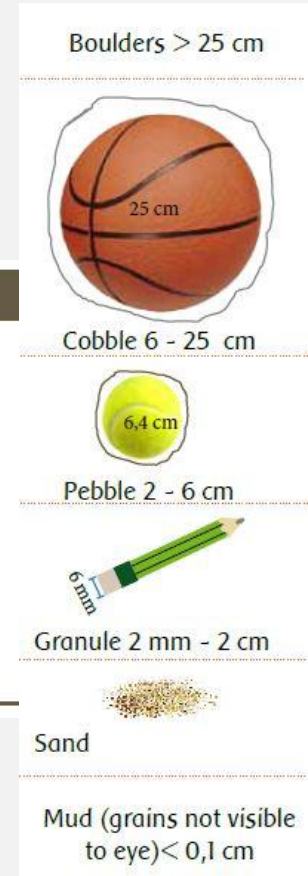 Boulders > 25 cm
25 cm
Cobble 6 - 25 cm
6,4 cm
Pebble 2 - 6 cm
6 mm
Granule 2 mm - 2 cm
Sand
Mud (grains not visible
to eye)< 0,1 cm